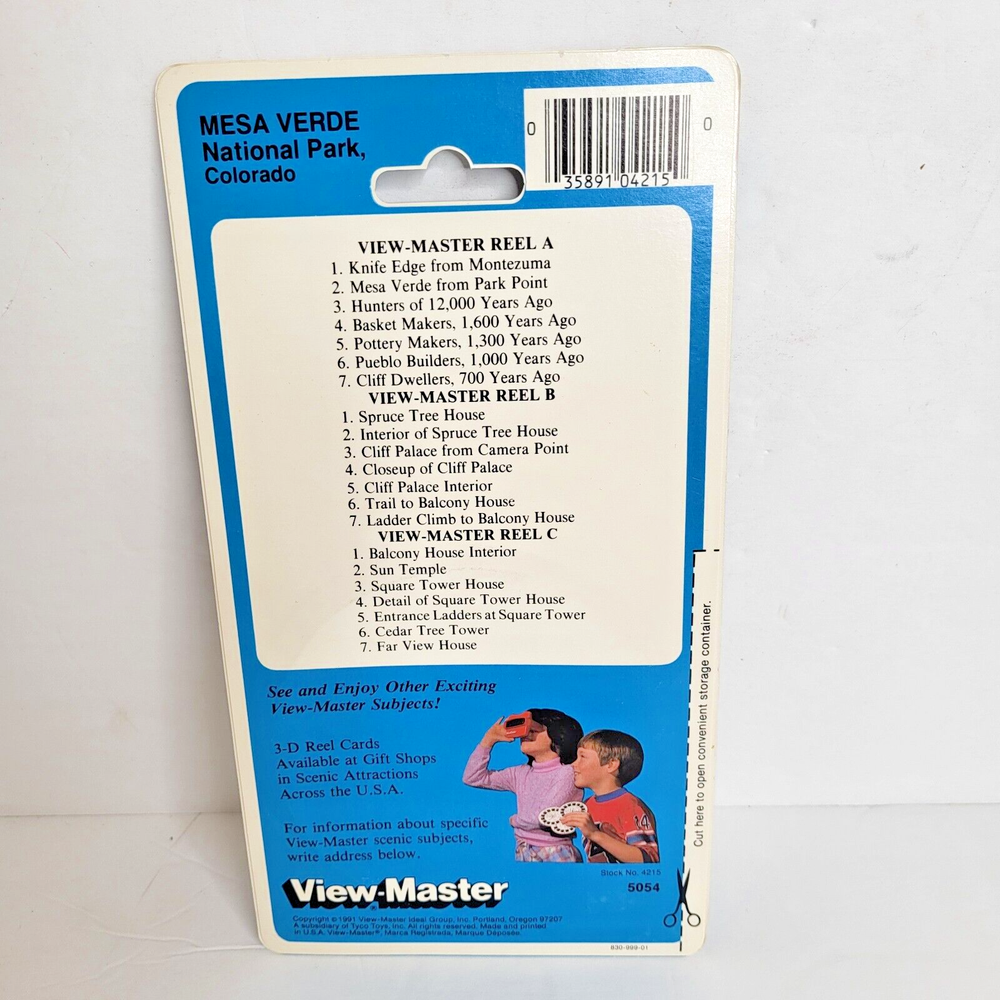 MESA VERDE
National Park,
Colorado
0 35891 04215 0
VIEW-MASTER REEL A
1. Knife Edge from Montezuma
2. Mesa Verde from Park Point
3. Hunters of 12,000 Years Ago
4. Basket Makers, 1,600 Years Ago
5. Pottery Makers, 1,300 Years Ago
6. Pueblo Builders, 1,000 Years Ago
7. Cliff Dwellers, 700 Years Ago
VIEW-MASTER REEL B
1. Spruce Tree House
2. Interior of Spruce Tree House
3. Cliff Palace from Camera Point
4. Closeup of Cliff Palace
5. Cliff Palace Interior
6. Trail to Balcony House
7. Ladder Climb to Balcony House
VIEW-MASTER REEL C
1. Balcony House Interior
2. Sun Temple
3. Square Tower House
4. Detail of Square Tower House
5. Entrance Ladders at Square Tower
6. Cedar Tree Tower
7. Far View House
See and Enjoy Other Exciting
View-Master Subjects!
3-D Reel Cards
Available at Gift Shops
in Scenic Attractions
Across the U.S.A.
For information about specific
View-Master scenic subjects,
write address below.
14
Stock No. 4215
5054
View-Master®
Copyright © 1991 View-Master Ideal Group, Inc. Portland, Oregon 97207
A subsidiary of Tyco Toys, Inc. All rights reserved. Made and printed
in U.S.A. View-Master®, Marca Registrada, Marque Déposée.
830-999-01
Cut here to open convenient storage container.